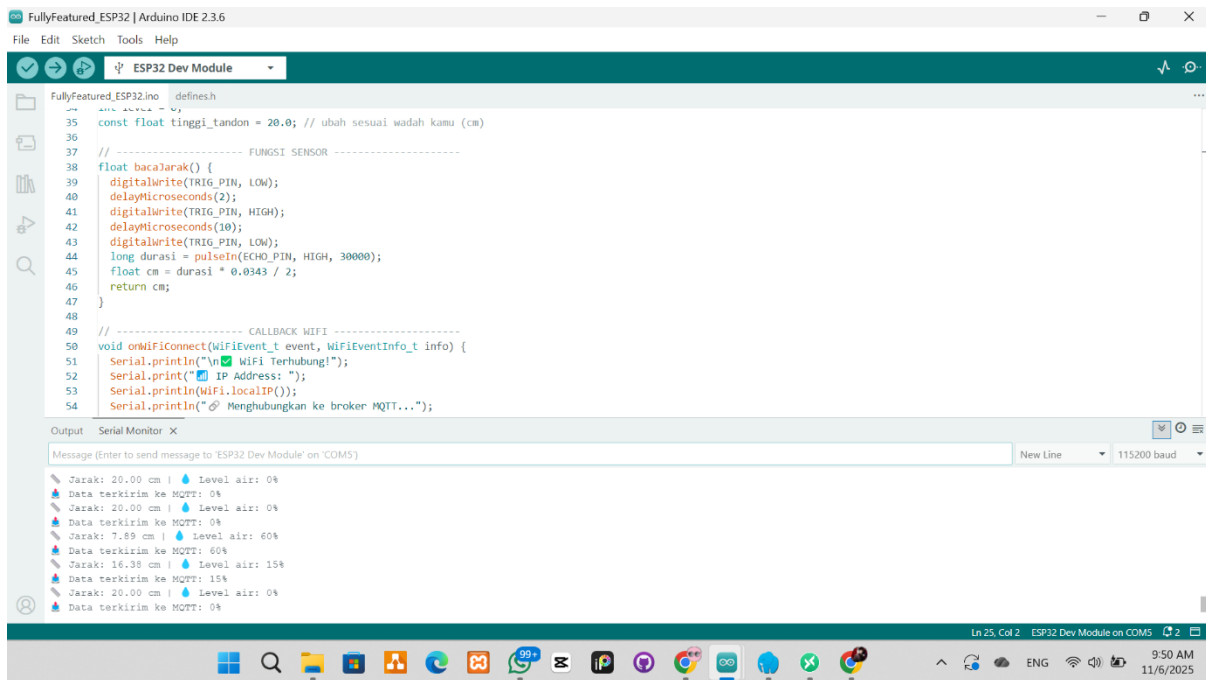 FullyFeatured_ESP32 | Arduino IDE 2.3.6
File Edit Sketch Tools Help
ESP32 Dev Module
FullyFeatured_ESP32.ino defines.h
34 int level = 0;
35 const float tinggi_tandon = 20.0; // ubah sesuai wadah kamu (cm)
36
37 // --------------------- FUNGSI SENSOR ---------------------
38 float bacaJarak() {
39 digitalWrite(TRIG_PIN, LOW);
40 delayMicroseconds(2);
41 digitalWrite(TRIG_PIN, HIGH);
42 delayMicroseconds(10);
43 digitalWrite(TRIG_PIN, LOW);
44 long durasi = pulseIn(ECHO_PIN, HIGH, 30000);
45 float cm = durasi * 0.0343 / 2;
46 return cm;
47 }
48
49 // --------------------- CALLBACK WIFI ---------------------
50 void onWiFiConnect(WiFiEvent_t event, WiFiEventInfo_t info) {
51 Serial.println("\n✅ WiFi Terhubung!");
52 Serial.print("📶 IP Address: ");
53 Serial.println(WiFi.localIP());
54 Serial.println("🔗 Menghubungkan ke broker MQTT...");
Output Serial Monitor
Message (Enter to send message to 'ESP32 Dev Module' on 'COM5') New Line 115200 baud
📏 Jarak: 20.00 cm | 💧 Level air: 0%
📤 Data terkirim ke MQTT: 0%
📏 Jarak: 20.00 cm | 💧 Level air: 0%
📤 Data terkirim ke MQTT: 0%
📏 Jarak: 7.89 cm | 💧 Level air: 60%
📤 Data terkirim ke MQTT: 60%
📏 Jarak: 16.38 cm | 💧 Level air: 15%
📤 Data terkirim ke MQTT: 15%
📏 Jarak: 20.00 cm | 💧 Level air: 0%
📤 Data terkirim ke MQTT: 0%
Ln 25, Col 2 ESP32 Dev Module on COM5 2
99+
ENG
9:50 AM
11/6/2025